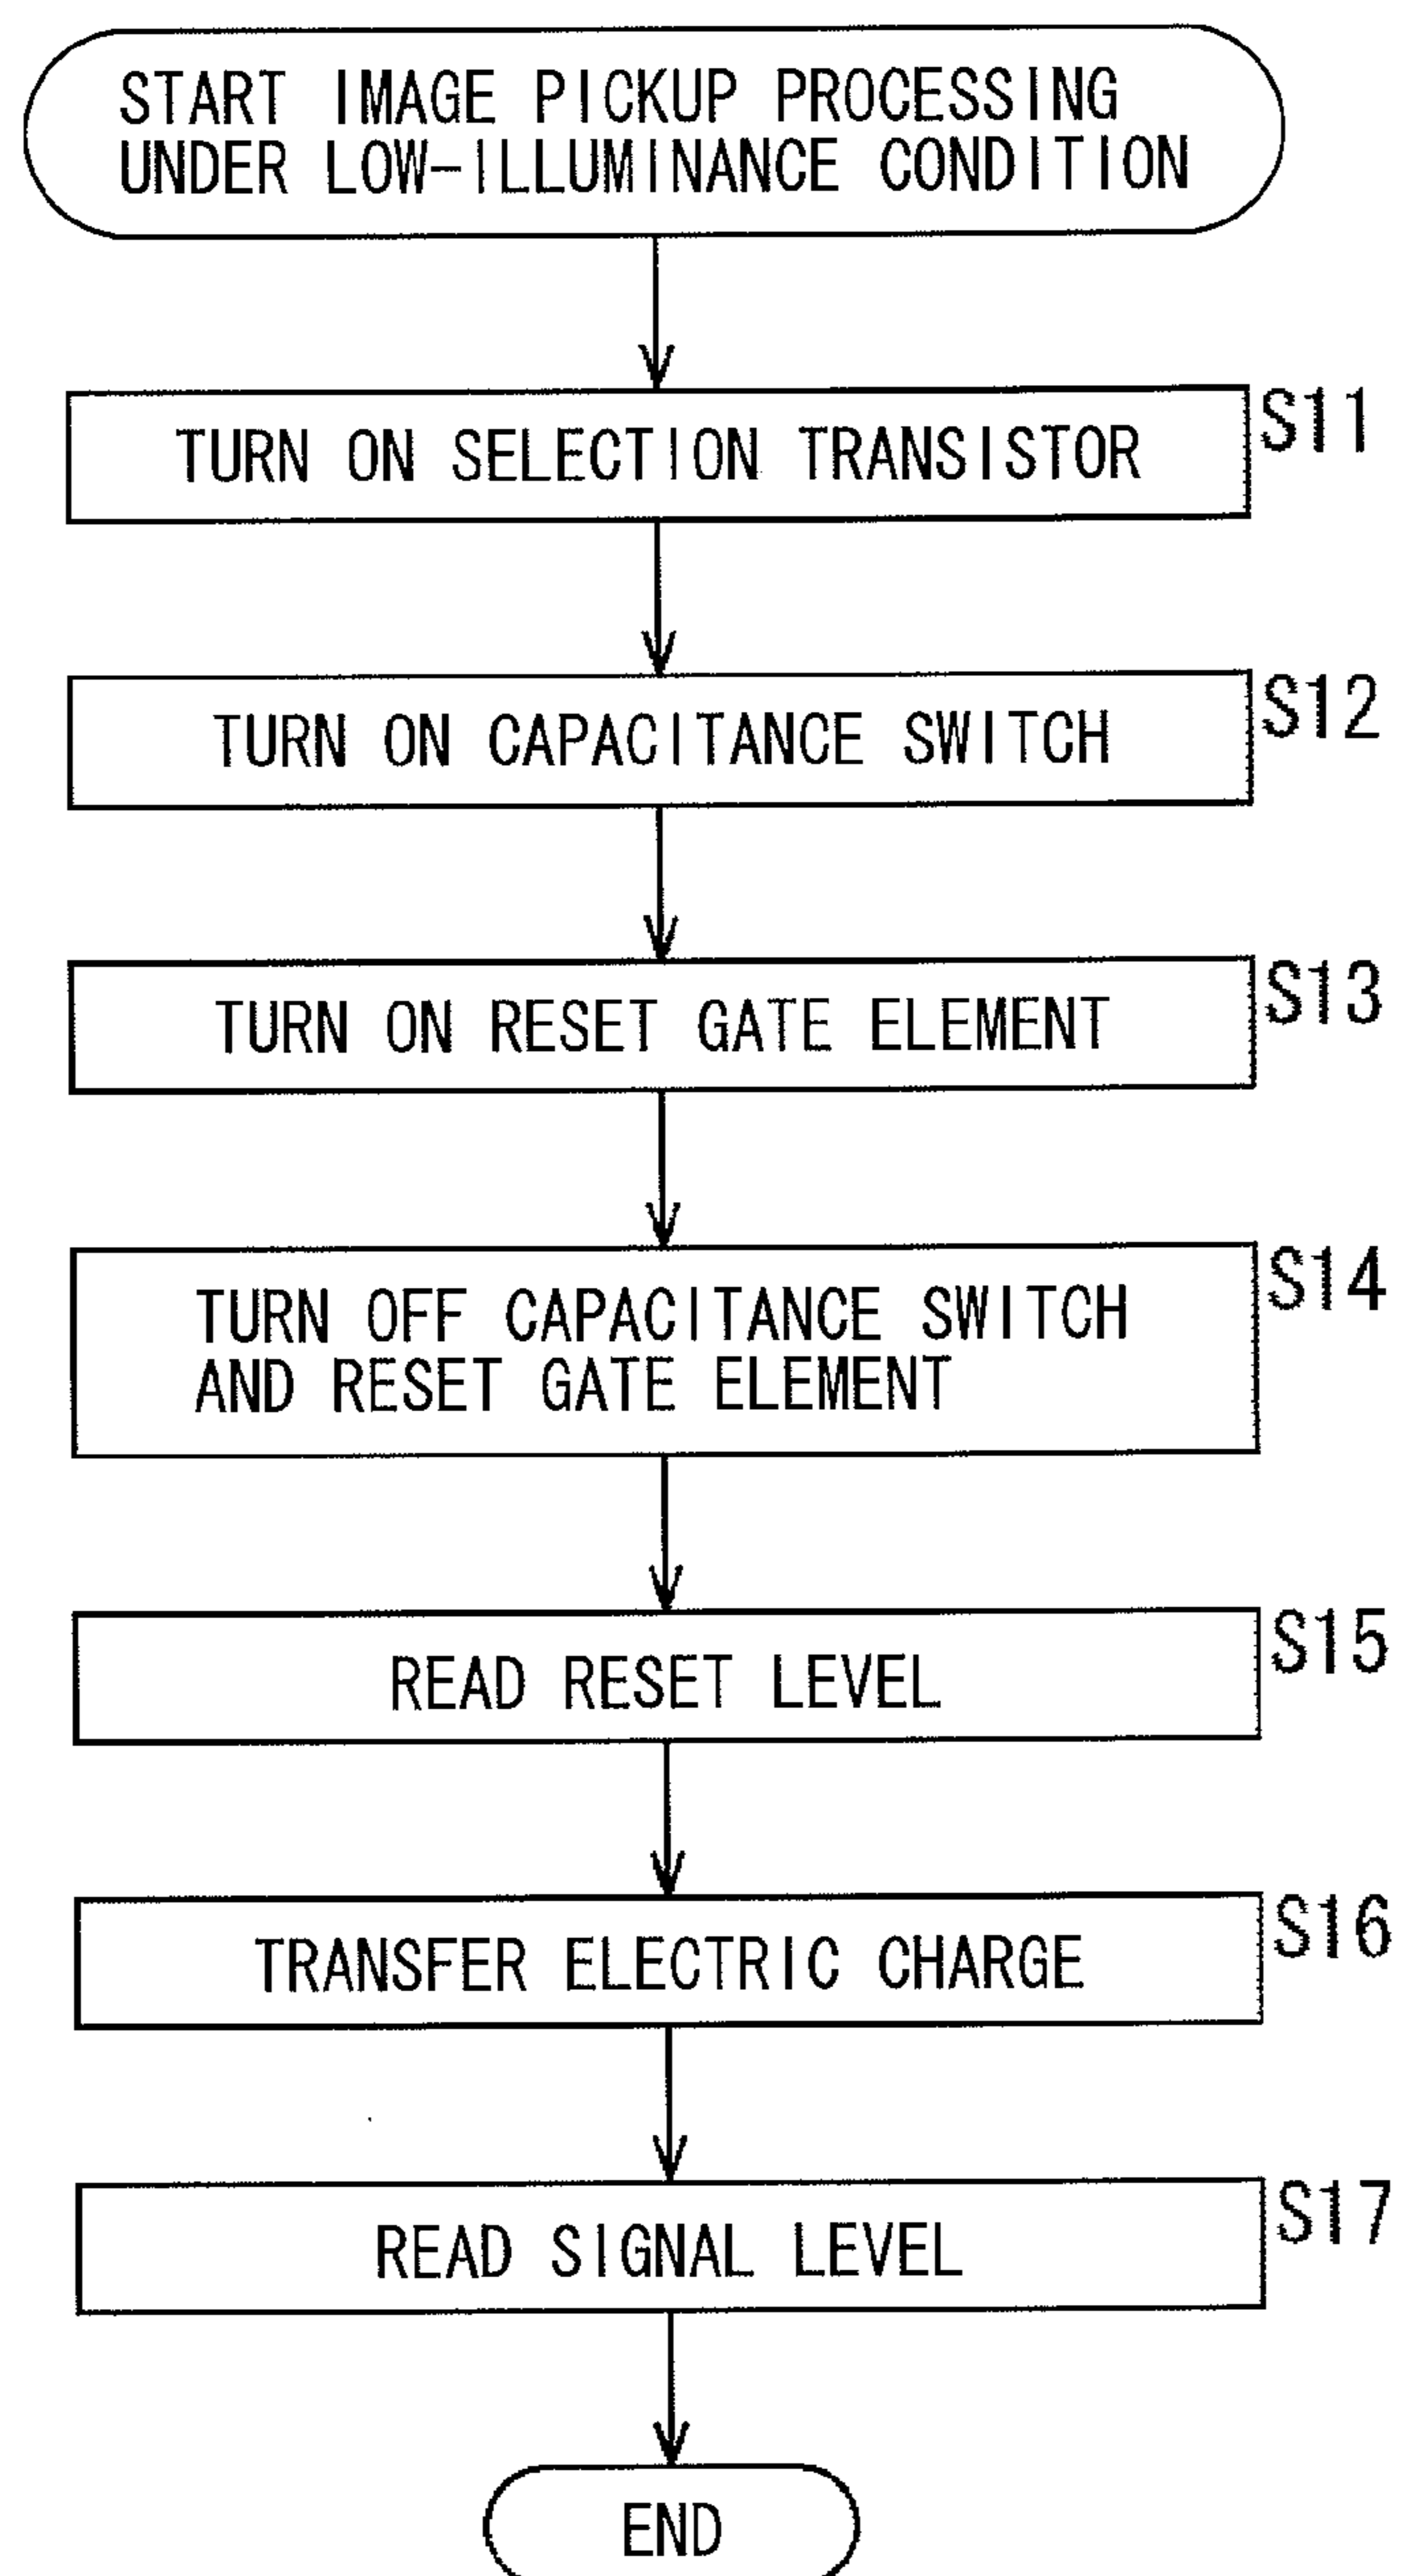 START IMAGE PICKUP PROCESSING
UNDER LOW-ILLUMINANCE CONDITION
S11
TURN ON SELECTION TRANSISTOR
S12
TURN ON CAPACITANCE SWITCH
S13
TURN ON RESET GATE ELEMENT
S14
TURN OFF CAPACITANCE SWITCH
AND RESET GATE ELEMENT
S15
READ RESET LEVEL
S16
TRANSFER ELECTRIC CHARGE
S17
READ SIGNAL LEVEL
END